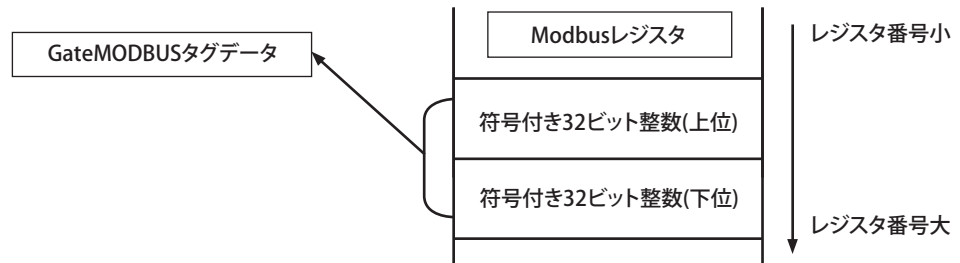 Modbusレジスタ
レジスタ番号小
GateMODBUSタグデータ
符号付き32ビット整数(上位)
符号付き32ビット整数(下位)
レジスタ番号大